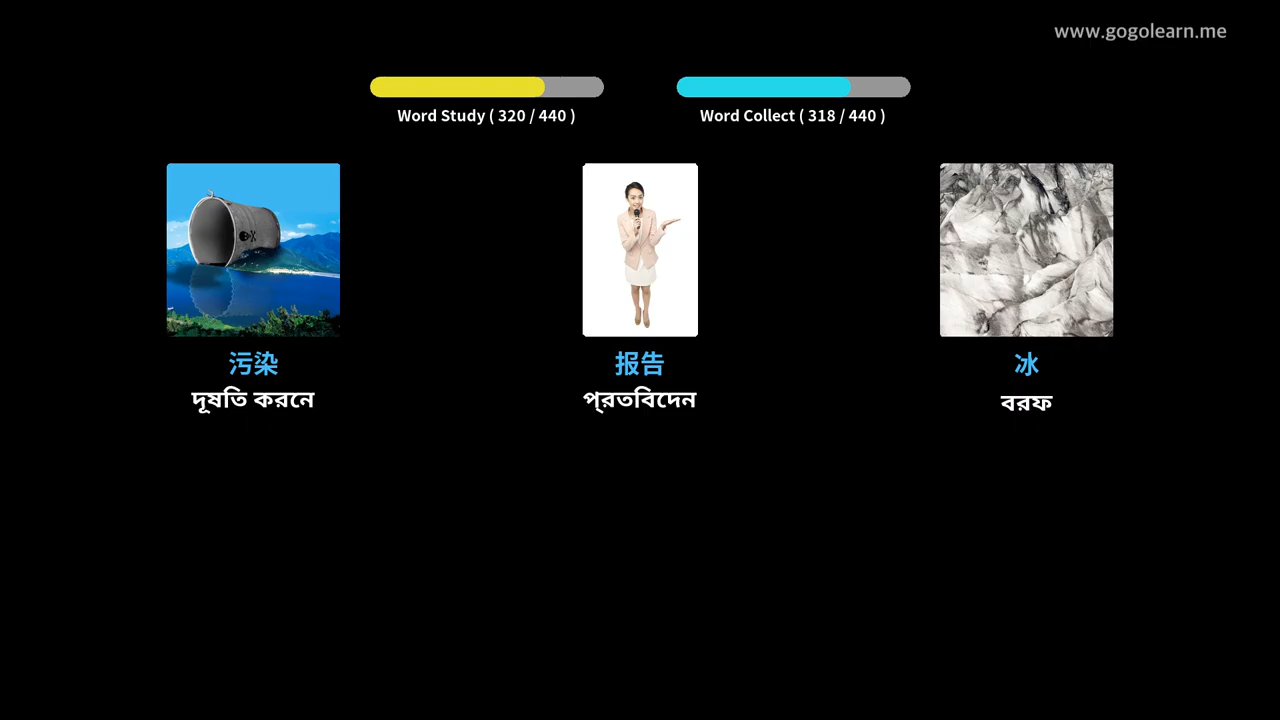 www.gogolearn.me
Word Study ( 320 / 440 )
Word Collect ( 318 / 440 )
污染
দূষতি করনে
报告
প্রতবিদেন
冰
বরফ